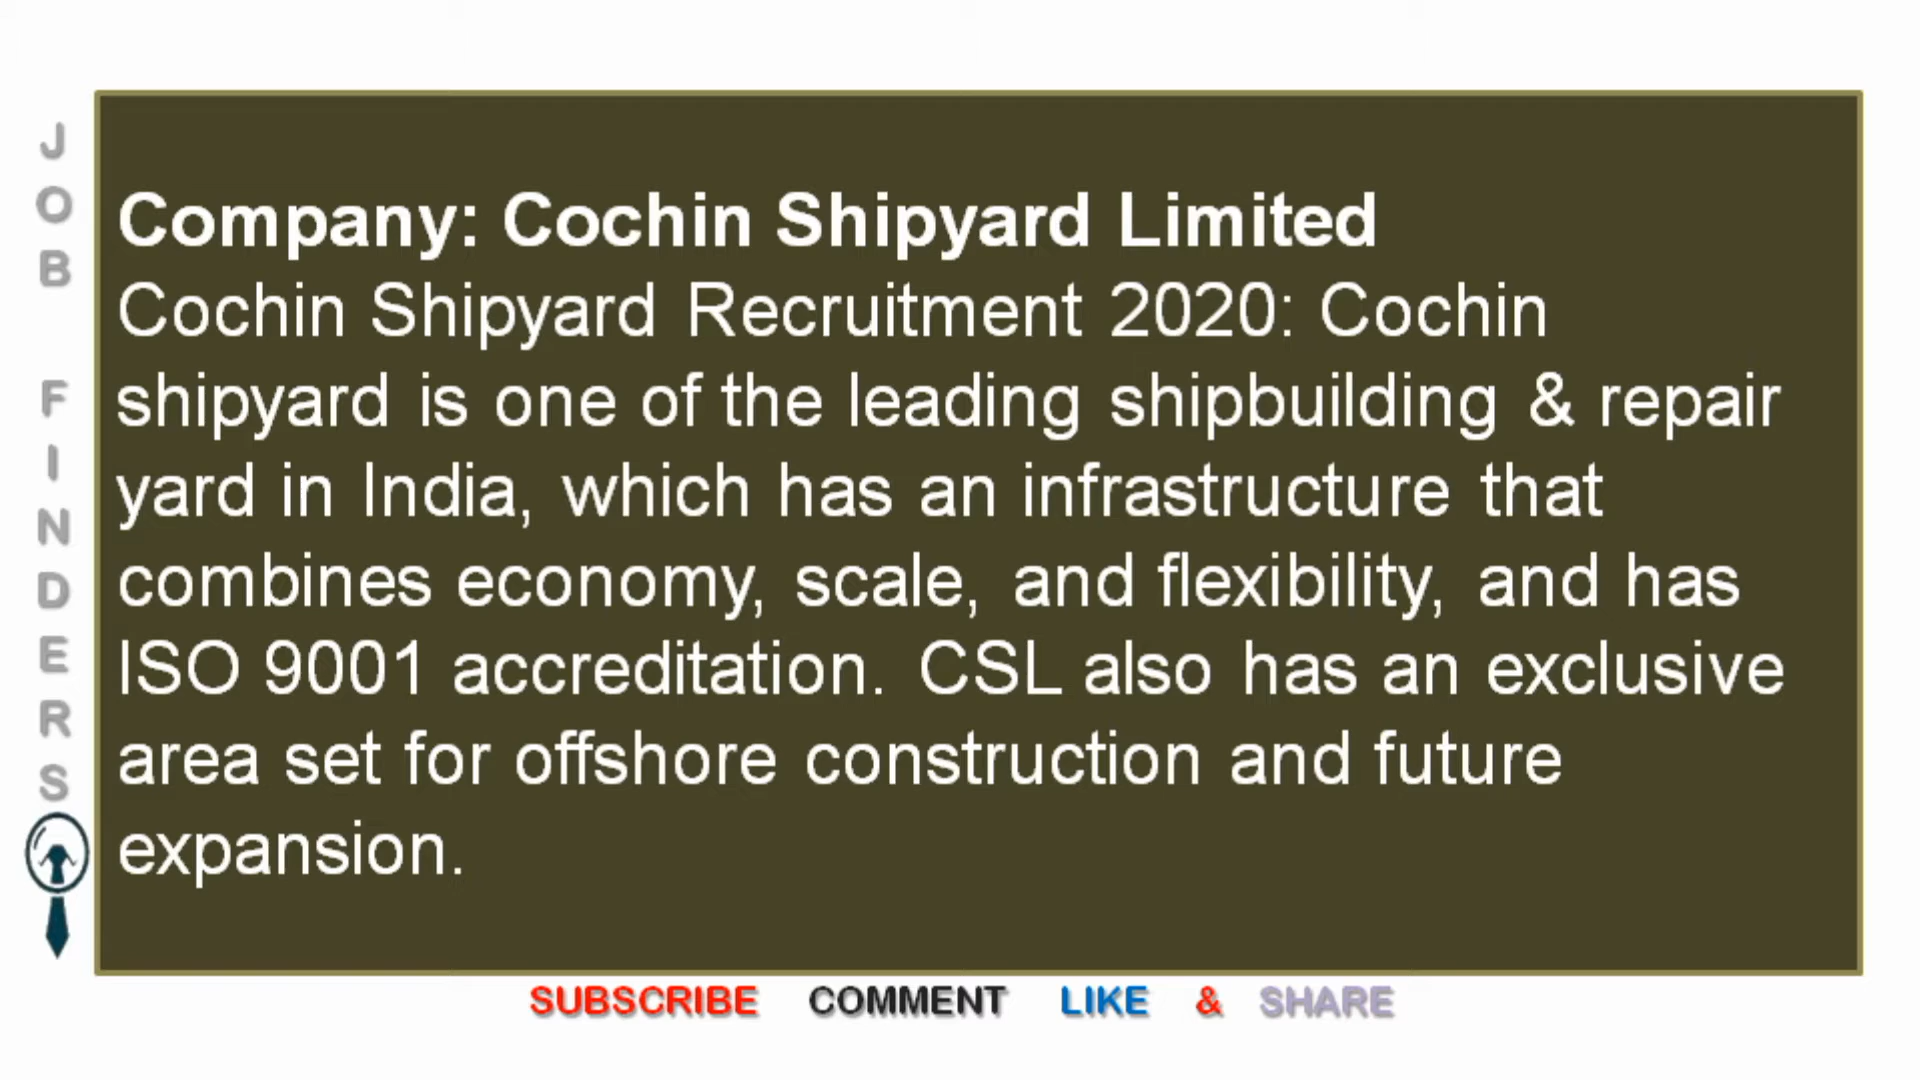 JOB FINDERS
Company: Cochin Shipyard Limited
Cochin Shipyard Recruitment 2020: Cochin
shipyard is one of the leading shipbuilding & repair
yard in India, which has an infrastructure that
combines economy, scale, and flexibility, and has
ISO 9001 accreditation. CSL also has an exclusive
area set for offshore construction and future
expansion.
SUBSCRIBE COMMENT LIKE & SHARE